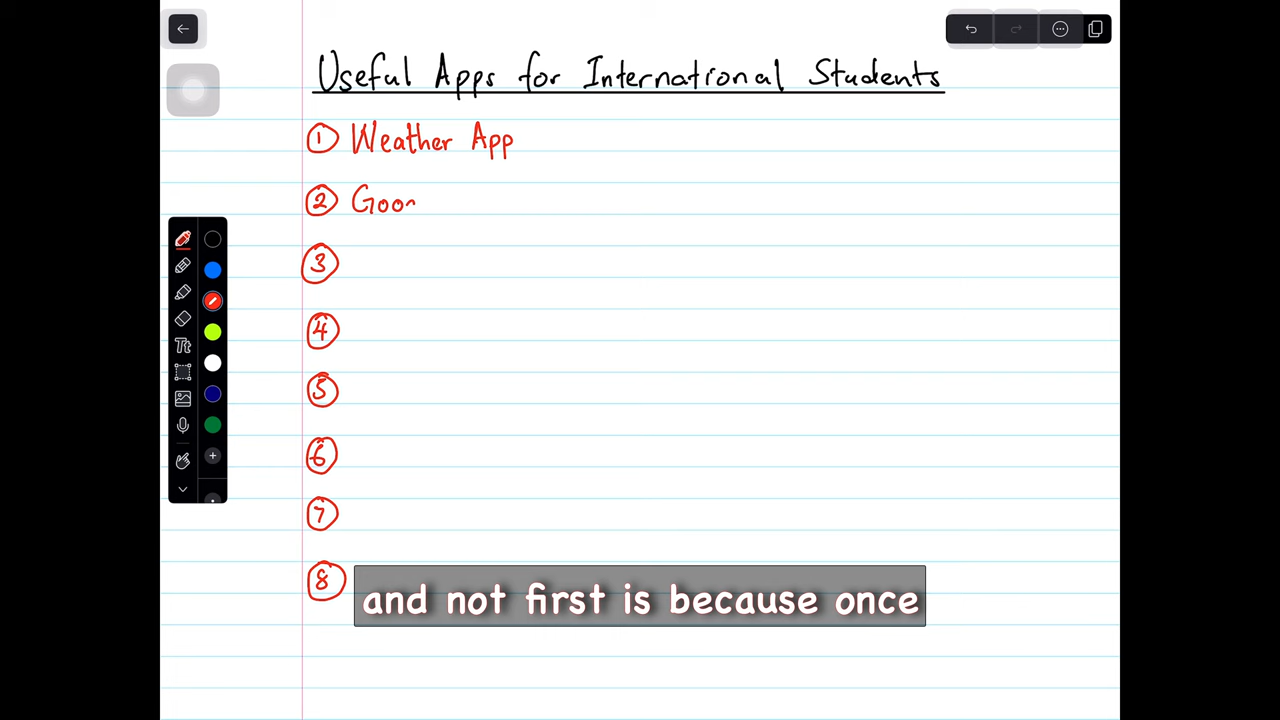 Useful Apps for International Students
1 Weather App
2 Goo
3
4
5
6
7
8
and not first is because once
Tt